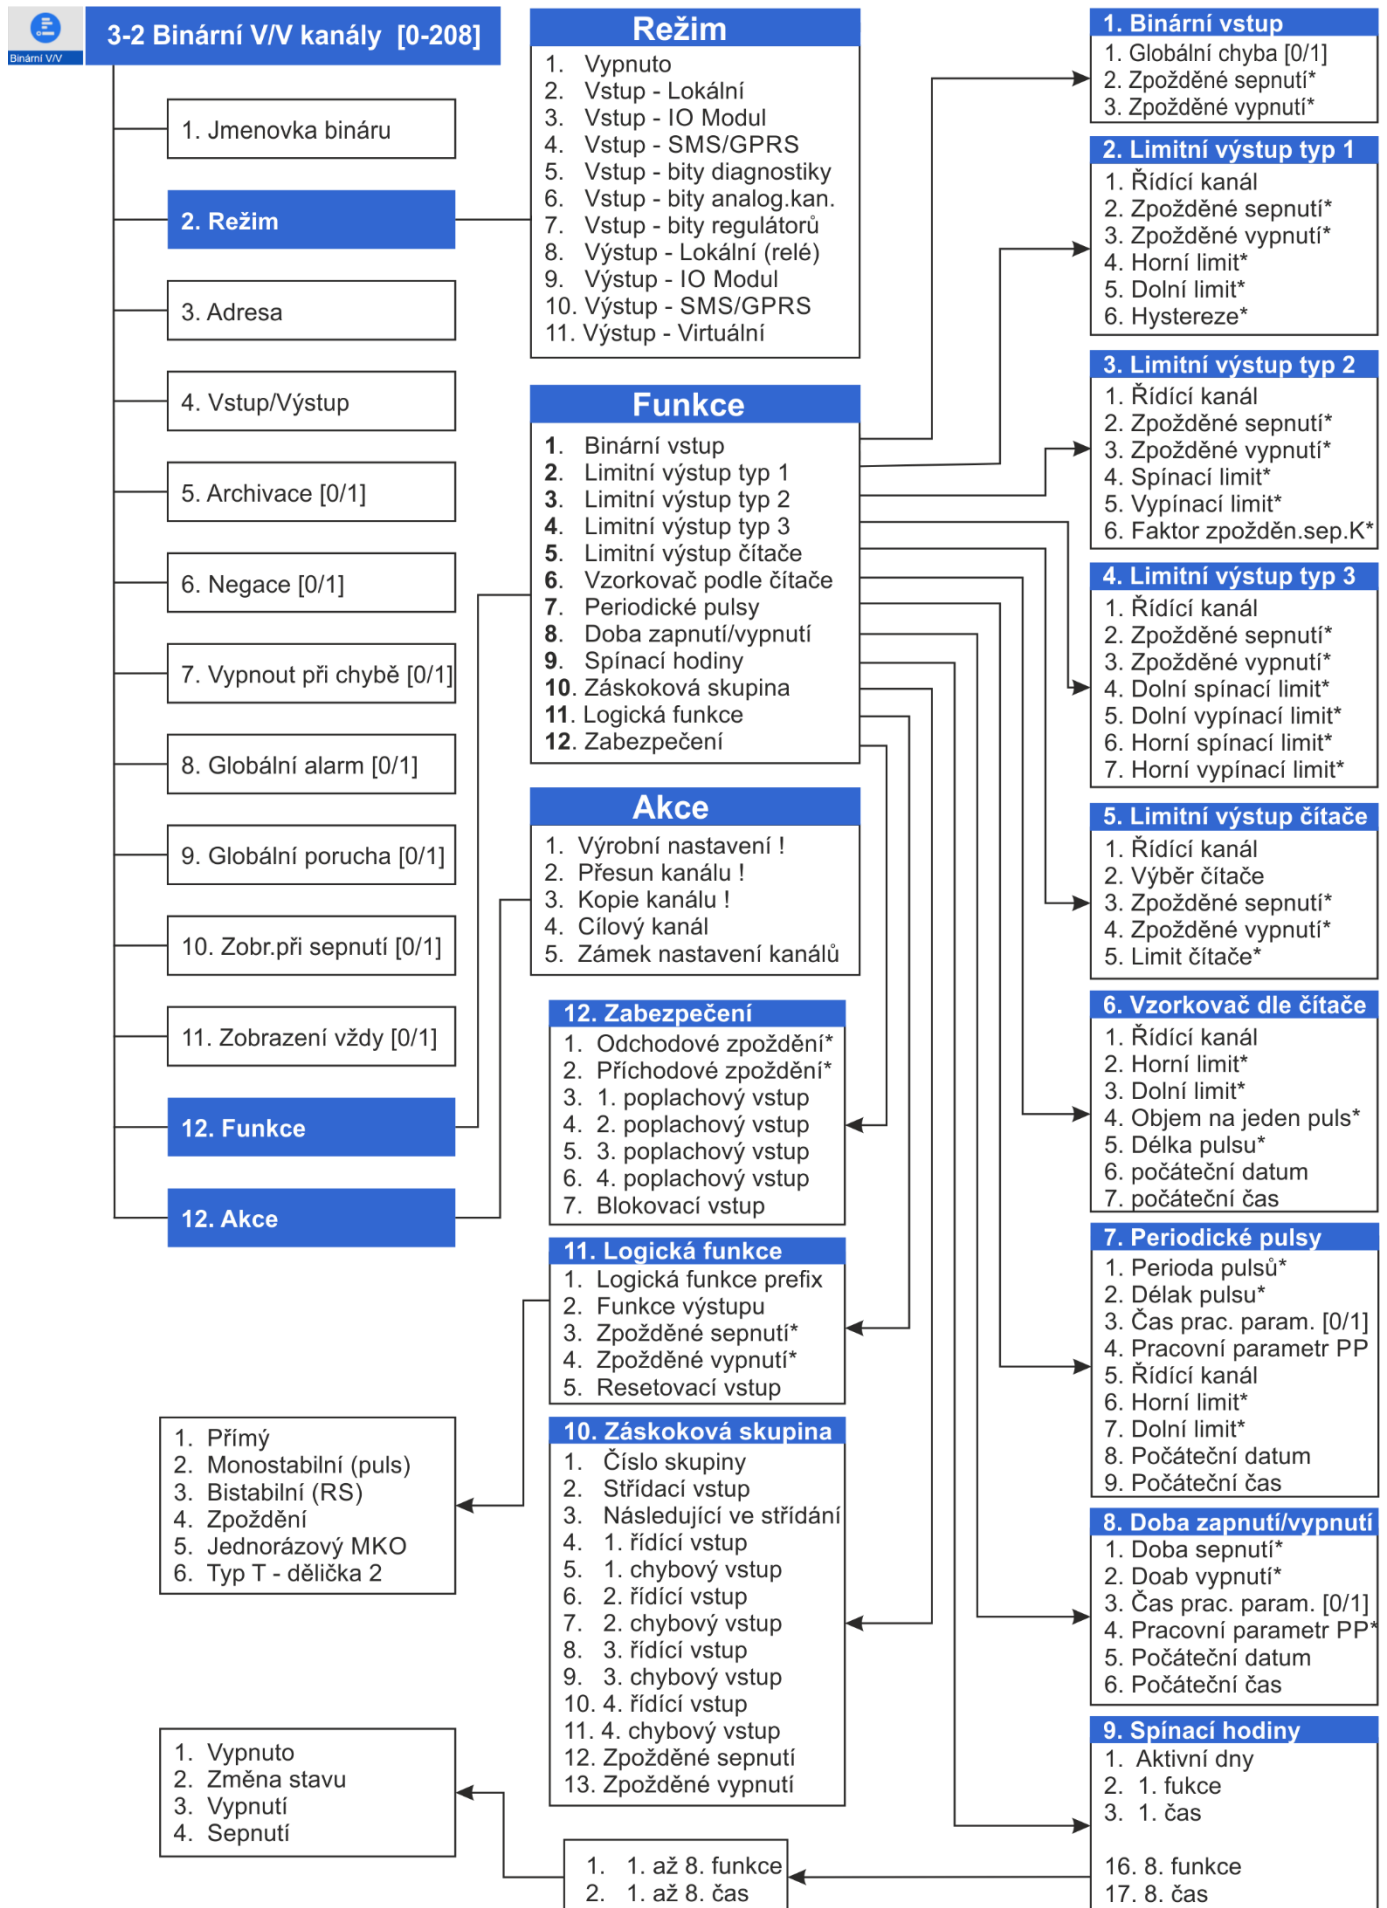 Binární V/V
3-2 Binární V/V kanály [0-208]
1. Jmenovka bináru
2. Režim
3. Adresa
4. Vstup/Výstup
5. Archivace [0/1]
6. Negace [0/1]
7. Vypnout při chybě [0/1]
8. Globální alarm [0/1]
9. Globální porucha [0/1]
10. Zobr.při sepnutí [0/1]
11. Zobrazení vždy [0/1]
12. Funkce
12. Akce
Režim
1. Vypnuto
2. Vstup - Lokální
3. Vstup - IO Modul
4. Vstup - SMS/GPRS
5. Vstup - bity diagnostiky
6. Vstup - bity analog.kan.
7. Vstup - bity regulátorů
8. Výstup - Lokální (relé)
9. Výstup - IO Modul
10. Výstup - SMS/GPRS
11. Výstup - Virtuální
Funkce
1. Binární vstup
2. Limitní výstup typ 1
3. Limitní výstup typ 2
4. Limitní výstup typ 3
5. Limitní výstup čítače
6. Vzorkovač podle čítače
7. Periodické pulsy
8. Doba zapnutí/vypnutí
9. Spínací hodiny
10. Záskoková skupina
11. Logická funkce
12. Zabezpečení
Akce
1. Výrobní nastavení !
2. Přesun kanálu !
3. Kopie kanálu !
4. Cílový kanál
5. Zámek nastavení kanálů
12. Zabezpečení
1. Odchodové zpoždění*
2. Příchodové zpoždění*
3. 1. poplachový vstup
4. 2. poplachový vstup
5. 3. poplachový vstup
6. 4. poplachový vstup
7. Blokovací vstup
11. Logická funkce
1. Logická funkce prefix
2. Funkce výstupu
3. Zpožděné sepnutí*
4. Zpožděné vypnutí*
5. Resetovací vstup
1. Přímý
2. Monostabilní (puls)
3. Bistabilní (RS)
4. Zpoždění
5. Jednorázový MKO
6. Typ T - dělička 2
10. Záskoková skupina
1. Číslo skupiny
2. Střídací vstup
3. Následující ve střídání
4. 1. řídící vstup
5. 1. chybový vstup
6. 2. řídící vstup
7. 2. chybový vstup
8. 3. řídící vstup
9. 3. chybový vstup
10. 4. řídící vstup
11. 4. chybový vstup
12. Zpožděné sepnutí
13. Zpožděné vypnutí
1. Vypnuto
2. Změna stavu
3. Vypnutí
4. Sepnutí
1. 1. až 8. funkce
2. 1. až 8. čas
1. Binární vstup
1. Globální chyba [0/1]
2. Zpožděné sepnutí*
3. Zpožděné vypnutí*
2. Limitní výstup typ 1
1. Řídící kanál
2. Zpožděné sepnutí*
3. Zpožděné vypnutí*
4. Horní limit*
5. Dolní limit*
6. Hystereze*
3. Limitní výstup typ 2
1. Řídící kanál
2. Zpožděné sepnutí*
3. Zpožděné vypnutí*
4. Spínací limit*
5. Vypínací limit*
6. Faktor zpožděn.sep.K*
4. Limitní výstup typ 3
1. Řídící kanál
2. Zpožděné sepnutí*
3. Zpožděné vypnutí*
4. Dolní spínací limit*
5. Dolní vypínací limit*
6. Horní spínací limit*
7. Horní vypínací limit*
5. Limitní výstup čítače
1. Řídící kanál
2. Výběr čítače
3. Zpožděné sepnutí*
4. Zpožděné vypnutí*
5. Limit čítače*
6. Vzorkovač dle čítače
1. Řídící kanál
2. Horní limit*
3. Dolní limit*
4. Objem na jeden puls*
5. Délka pulsu*
6. počáteční datum
7. počáteční čas
7. Periodické pulsy
1. Perioda pulsů*
2. Délak pulsu*
3. Čas prac. param. [0/1]
4. Pracovní parametr PP
5. Řídící kanál
6. Horní limit*
7. Dolní limit*
8. Počáteční datum
9. Počáteční čas
8. Doba zapnutí/vypnutí
1. Doba sepnutí*
2. Doab vypnutí*
3. Čas prac. param. [0/1]
4. Pracovní parametr PP*
5. Počáteční datum
6. Počáteční čas
9. Spínací hodiny
1. Aktivní dny
2. 1. fukce
3. 1. čas
16. 8. funkce
17. 8. čas